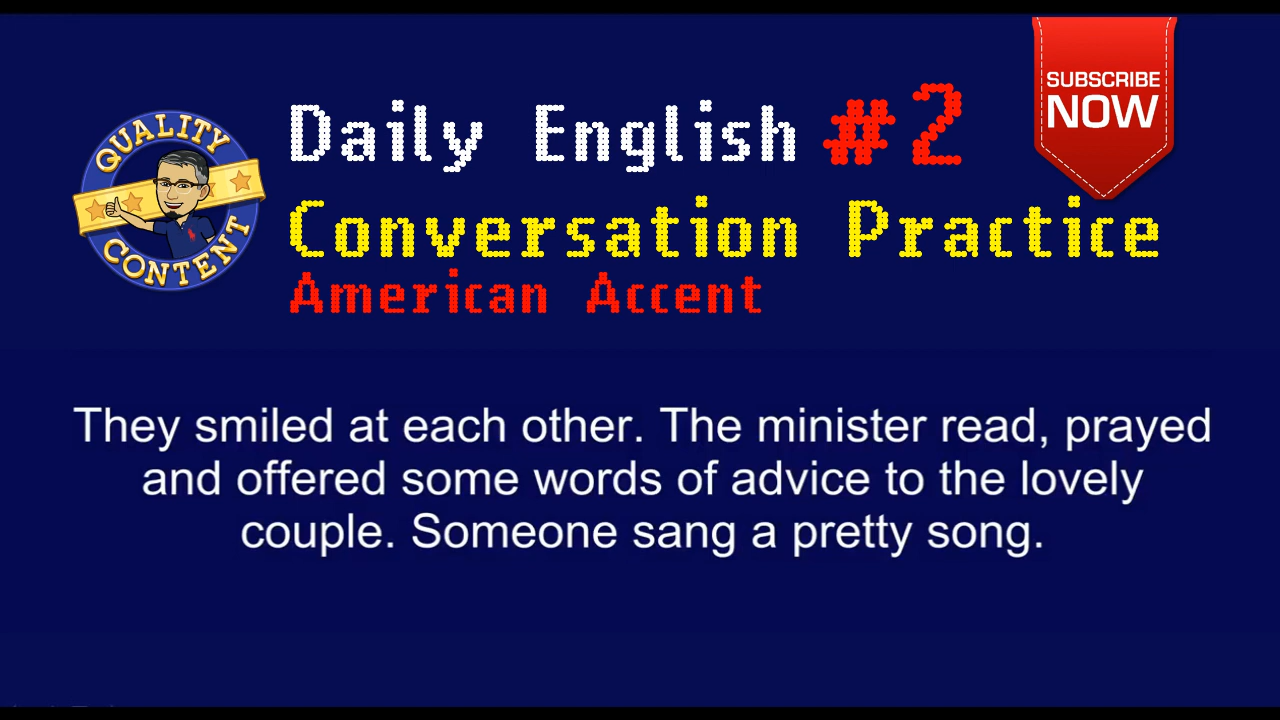 SUBSCRIBE
NOW
QUALITY
CONTENT
Daily English #2
Conversation Practice
American Accent
They smiled at each other. The minister read, prayed
and offered some words of advice to the lovely
couple. Someone sang a pretty song.